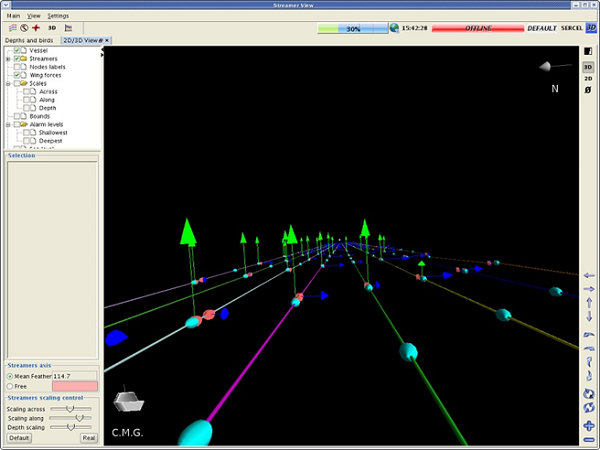 Streamer View
Main View Settings
3D 30% 15:42:28 OFFLINE DEFAULT SERCEL 3D
Depths and birds 2D/3D View
Vessel
Streamers
Nodes labels
Wing forces
Scales
Across
Along
Depth
Bounds
Alarm levels
Shallowest
Deepest
Selection
Streamers axis
Mean Feather 114.7
Free
Streamers scaling control
Scaling across
Scaling along
Depth scaling
Default Real
N
C.M.G.
3D
2D